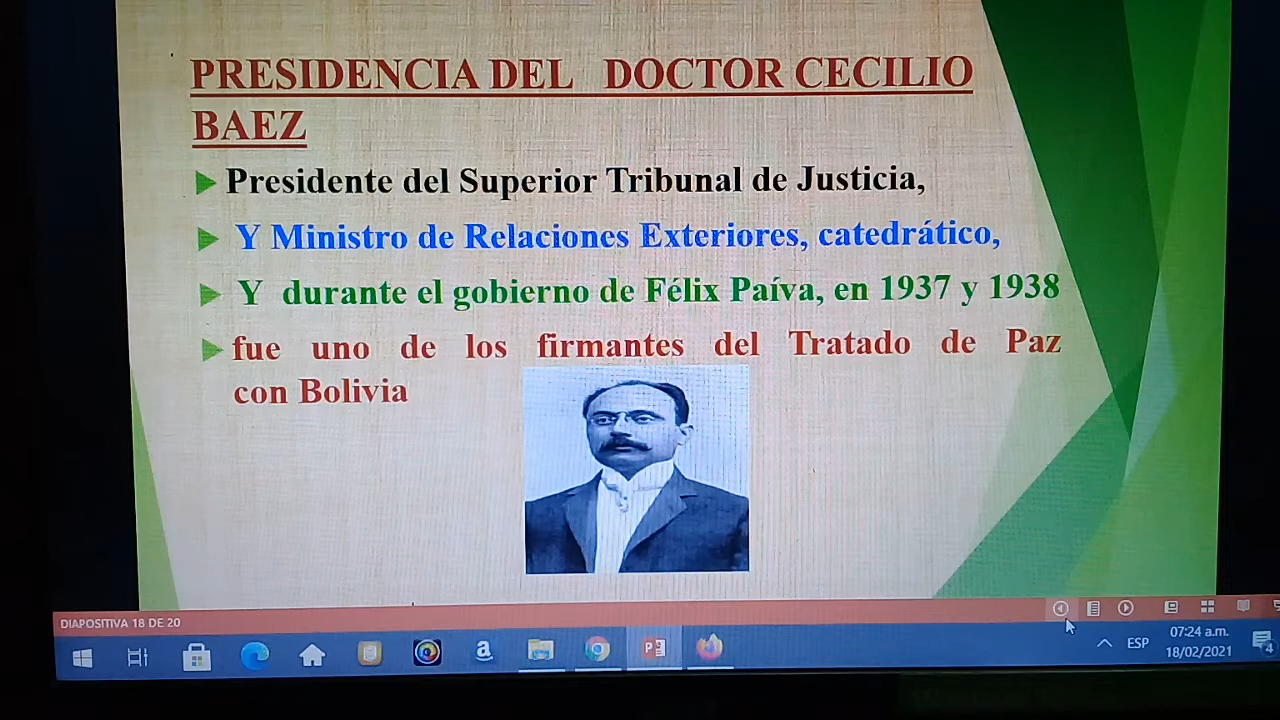 PRESIDENCIA DEL DOCTOR CECILIO
BAEZ
Presidente del Superior Tribunal de Justicia,
Y Ministro de Relaciones Exteriores, catedrático,
Y durante el gobierno de Félix Paíva, en 1937 y 1938
fue uno de los firmantes del Tratado de Paz
con Bolivia
DIAPOSITIVA 18 DE 20
ESP
07:24 a.m.
18/02/2021
4